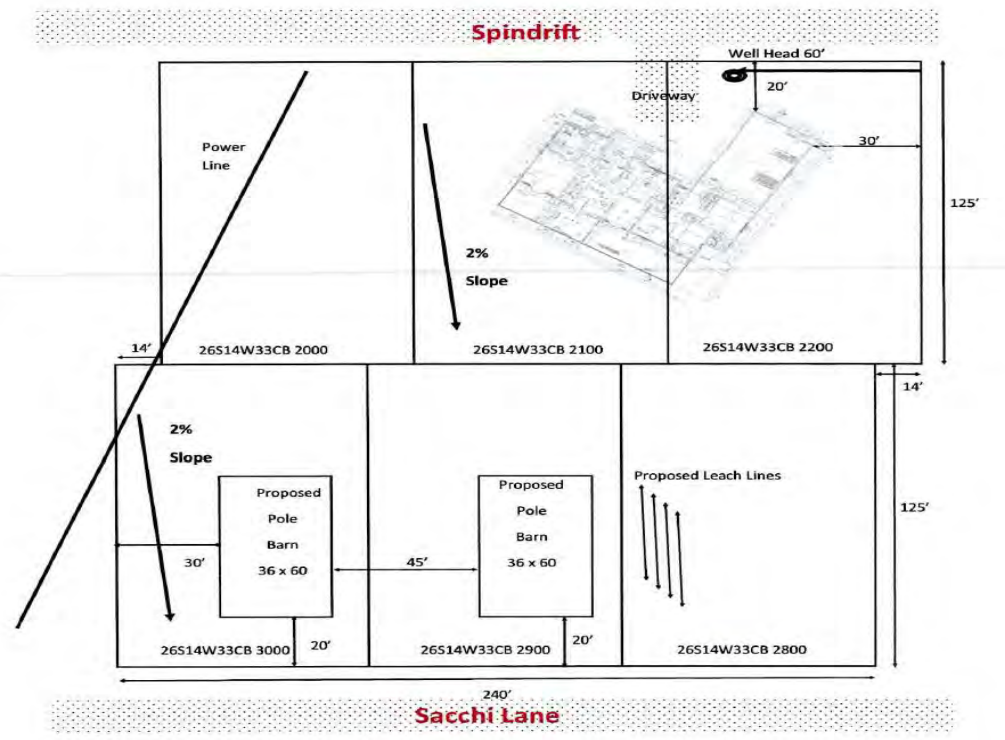 Spindrift
Well Head 60'
20'
Driveway
30'
Power
Line
125'
2%
Slope
14'
26S14W33CB 2000
26S14W33CB 2100
26S14W33CB 2200
14'
2%
Slope
Proposed
Pole
Barn
36 x 60
Proposed
Pole
Barn
36 x 60
Proposed Leach Lines
125'
30'
45'
20'
20'
26S14W33CB 3000
26S14W33CB 2900
26S14W33CB 2800
240'
Sacchi Lane